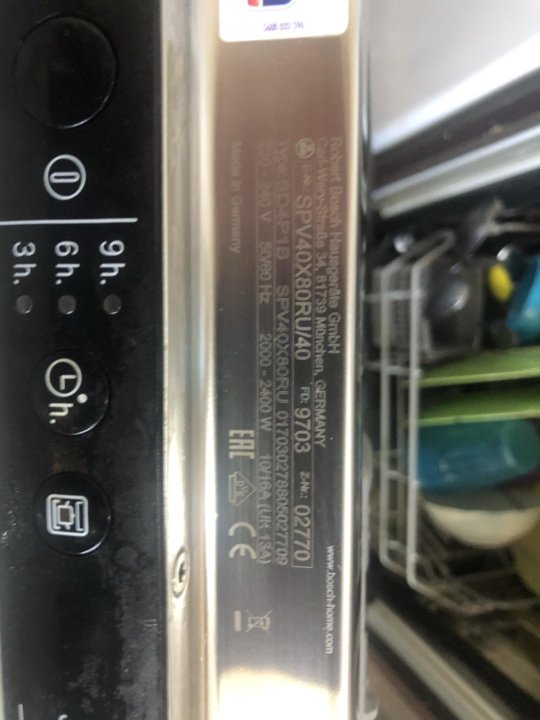 Robert Bosch Hausgeräte GmbH
Carl-Wery-Straße 34, 81739 München, GERMANY
www.bosch-home.com
E-Nr.: SPV40X80RU/40 FD: 9703 Z-Nr.: 02770
Type SD4P1B SPV40X80RU 017030278805027709
220 - 240 V 50/60 Hz 2000 - 2400 W 10/16A (UK 13A)
Made in Germany
EAC CE
9 h.
6 h.
3 h.
h.